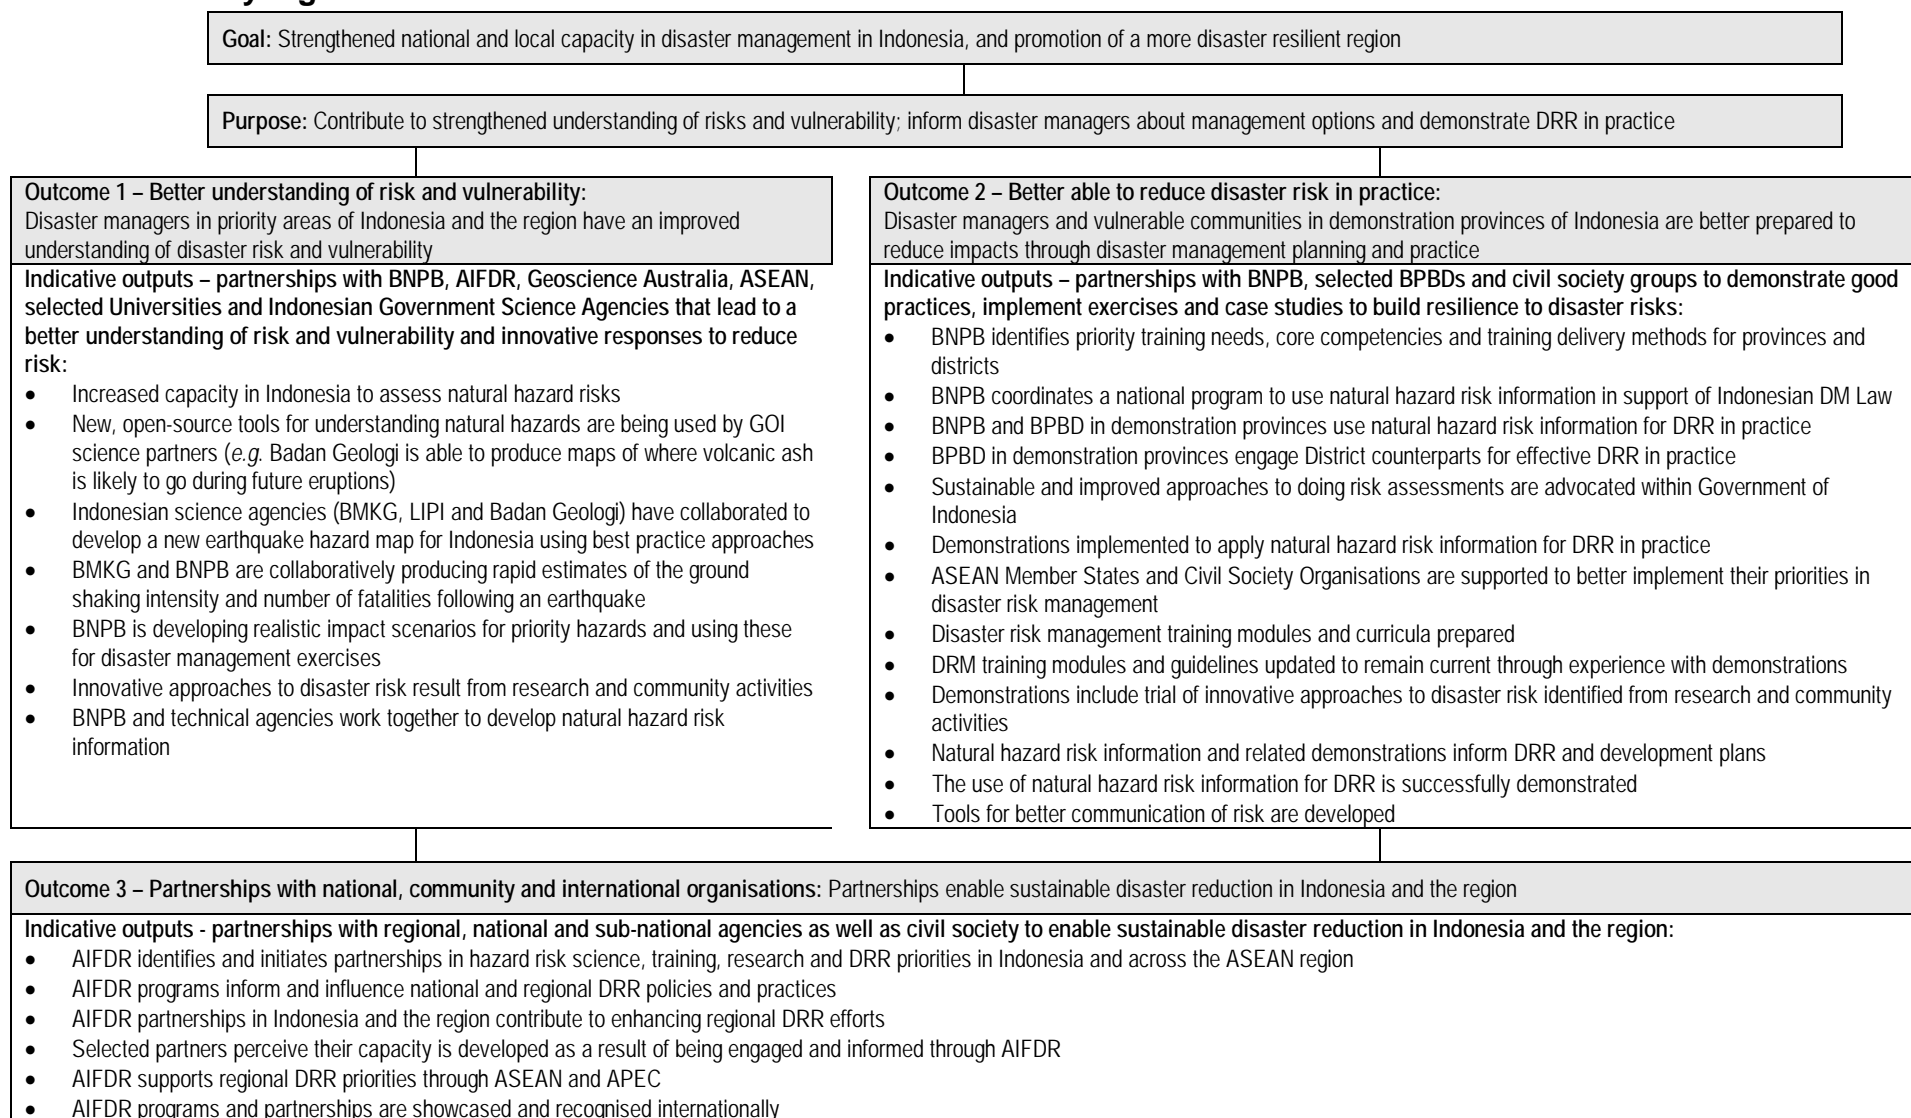 Goal: Strengthened national and local capacity in disaster management in Indonesia, and promotion of a more disaster resilient region
Purpose: Contribute to strengthened understanding of risks and vulnerability; inform disaster managers about management options and demonstrate DRR in practice
Outcome 1 – Better understanding of risk and vulnerability:
Disaster managers in priority areas of Indonesia and the region have an improved
understanding of disaster risk and vulnerability
Indicative outputs – partnerships with BNPB, AIFDR, Geoscience Australia, ASEAN,
selected Universities and Indonesian Government Science Agencies that lead to a
better understanding of risk and vulnerability and innovative responses to reduce
risk:
• Increased capacity in Indonesia to assess natural hazard risks
• New, open-source tools for understanding natural hazards are being used by GOI
science partners (e.g. Badan Geologi is able to produce maps of where volcanic ash
is likely to go during future eruptions)
• Indonesian science agencies (BMKG, LIPI and Badan Geologi) have collaborated to
develop a new earthquake hazard map for Indonesia using best practice approaches
• BMKG and BNPB are collaboratively producing rapid estimates of the ground
shaking intensity and number of fatalities following an earthquake
• BNPB is developing realistic impact scenarios for priority hazards and using these
for disaster management exercises
• Innovative approaches to disaster risk result from research and community activities
• BNPB and technical agencies work together to develop natural hazard risk
information
Outcome 2 – Better able to reduce disaster risk in practice:
Disaster managers and vulnerable communities in demonstration provinces of Indonesia are better prepared to
reduce impacts through disaster management planning and practice
Indicative outputs – partnerships with BNPB, selected BPBDs and civil society groups to demonstrate good
practices, implement exercises and case studies to build resilience to disaster risks:
• BNPB identifies priority training needs, core competencies and training delivery methods for provinces and
districts
• BNPB coordinates a national program to use natural hazard risk information in support of Indonesian DM Law
• BNPB and BPBD in demonstration provinces use natural hazard risk information for DRR in practice
• BPBD in demonstration provinces engage District counterparts for effective DRR in practice
• Sustainable and improved approaches to doing risk assessments are advocated within Government of
Indonesia
• Demonstrations implemented to apply natural hazard risk information for DRR in practice
• ASEAN Member States and Civil Society Organisations are supported to better implement their priorities in
disaster risk management
• Disaster risk management training modules and curricula prepared
• DRM training modules and guidelines updated to remain current through experience with demonstrations
• Demonstrations include trial of innovative approaches to disaster risk identified from research and community
activities
• Natural hazard risk information and related demonstrations inform DRR and development plans
• The use of natural hazard risk information for DRR is successfully demonstrated
• Tools for better communication of risk are developed
Outcome 3 – Partnerships with national, community and international organisations: Partnerships enable sustainable disaster reduction in Indonesia and the region
Indicative outputs - partnerships with regional, national and sub-national agencies as well as civil society to enable sustainable disaster reduction in Indonesia and the region:
• AIFDR identifies and initiates partnerships in hazard risk science, training, research and DRR priorities in Indonesia and across the ASEAN region
• AIFDR programs inform and influence national and regional DRR policies and practices
• AIFDR partnerships in Indonesia and the region contribute to enhancing regional DRR efforts
• Selected partners perceive their capacity is developed as a result of being engaged and informed through AIFDR
• AIFDR supports regional DRR priorities through ASEAN and APEC
• AIFDR programs and partnerships are showcased and recognised internationally